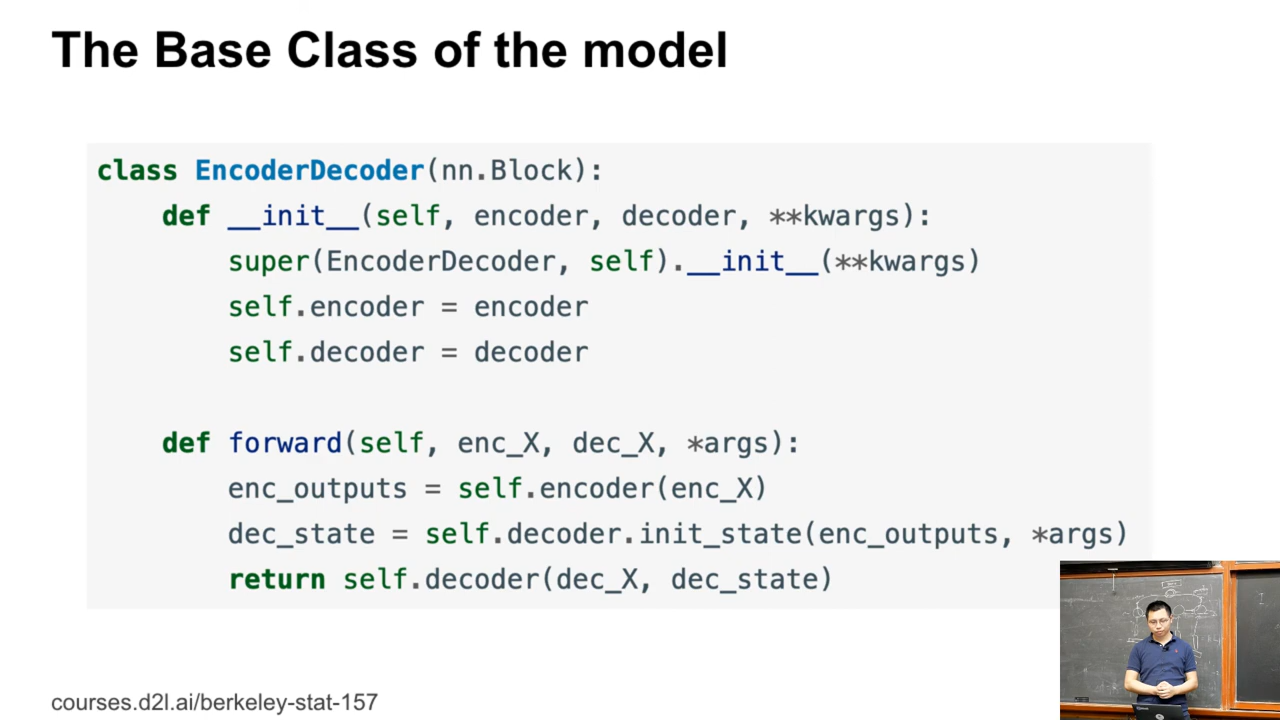 The Base Class of the model
class EncoderDecoder(nn.Block):
    def __init__(self, encoder, decoder, **kwargs):
        super(EncoderDecoder, self).__init__(**kwargs)
        self.encoder = encoder
        self.decoder = decoder
    def forward(self, enc_X, dec_X, *args):
        enc_outputs = self.encoder(enc_X)
        dec_state = self.decoder.init_state(enc_outputs, *args)
        return self.decoder(dec_X, dec_state)
courses.d2l.ai/berkeley-stat-157